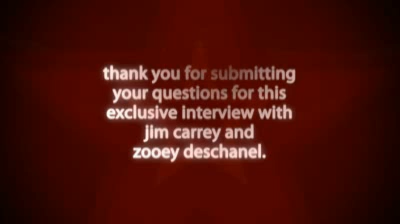 thank you for submitting
your questions for this
exclusive interview with
jim carrey and
zooey deschanel.